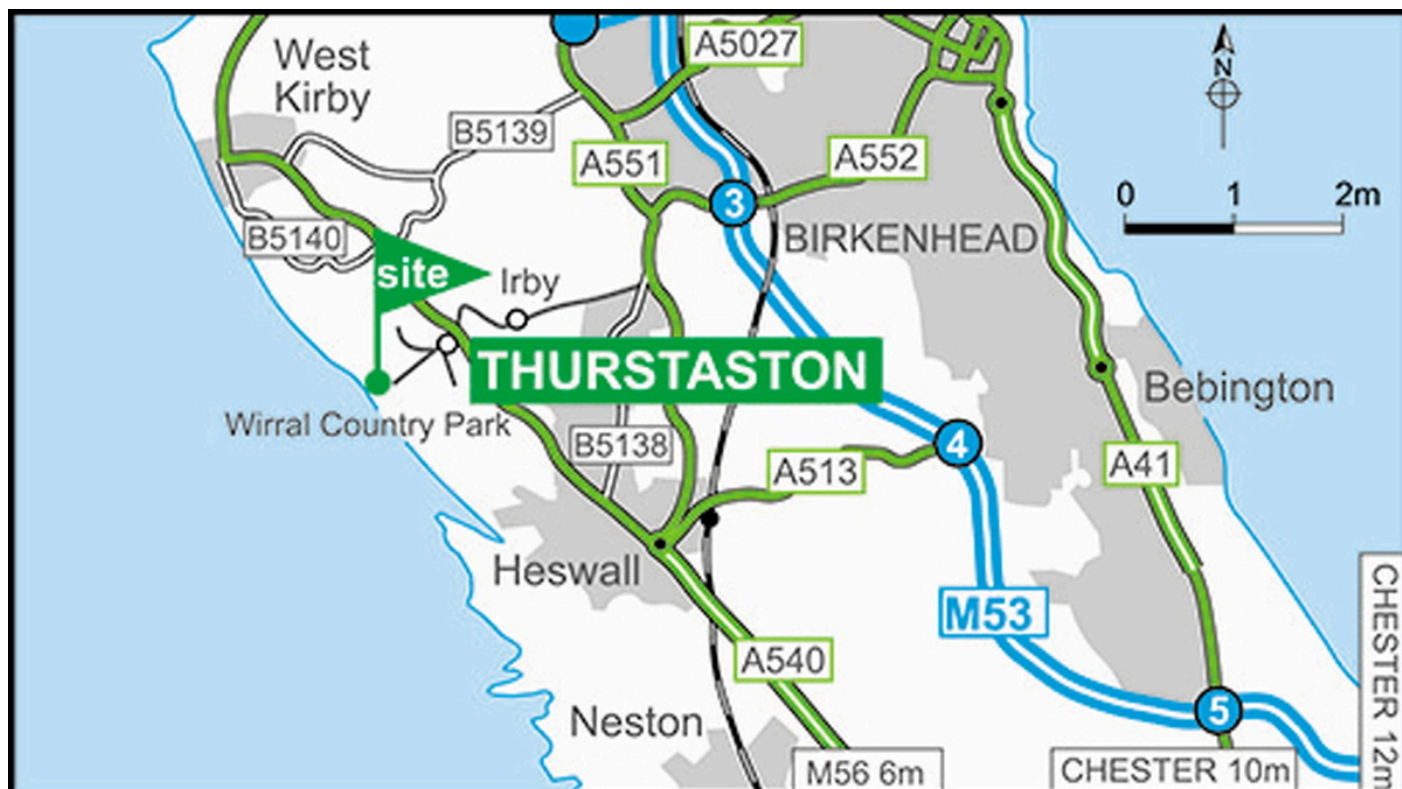 A5027
West
Kirby
N
B5139
A551
A552
0 1 2m
3
B5140
BIRKENHEAD
site
Irby
THURSTASTON
Bebington
Wirral Country Park
B5138
4
A513
A41
Heswall
M53
A540
CHESTER 12m
Neston
5
M56 6m
CHESTER 10m